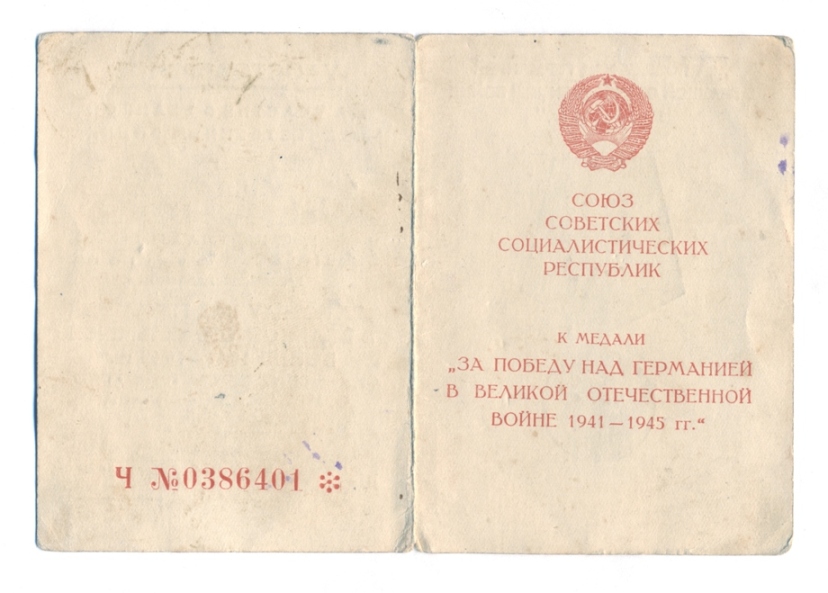 Ч №0386401
СОЮЗ
СОВЕТСКИХ
СОЦИАЛИСТИЧЕСКИХ
РЕСПУБЛИК
К МЕДАЛИ
„ЗА ПОБЕДУ НАД ГЕРМАНИЕЙ
В ВЕЛИКОЙ ОТЕЧЕСТВЕННОЙ
ВОЙНЕ 1941—1945 гг.“